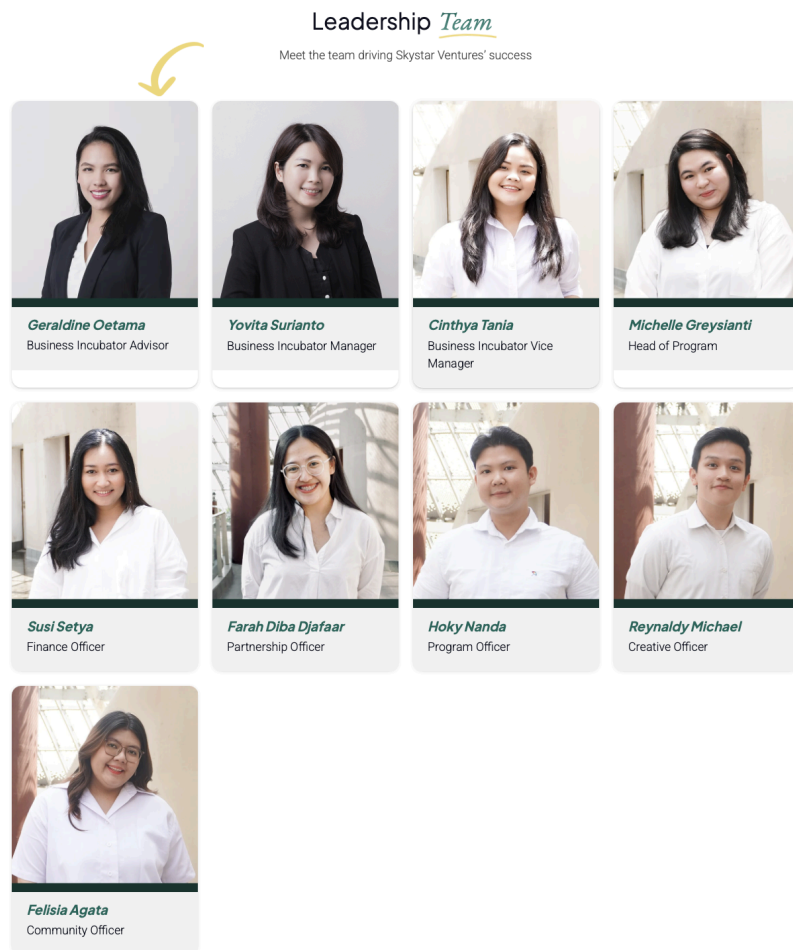 Leadership Team
Meet the team driving Skystar Ventures' success
Geraldine Oetama
Business Incubator Advisor
Yovita Surianto
Business Incubator Manager
Cinthya Tania
Business Incubator Vice
Manager
Michelle Greysianti
Head of Program
Susi Setya
Finance Officer
Farah Diba Djafaar
Partnership Officer
Hoky Nanda
Program Officer
Reynaldy Michael
Creative Officer
Felisia Agata
Community Officer